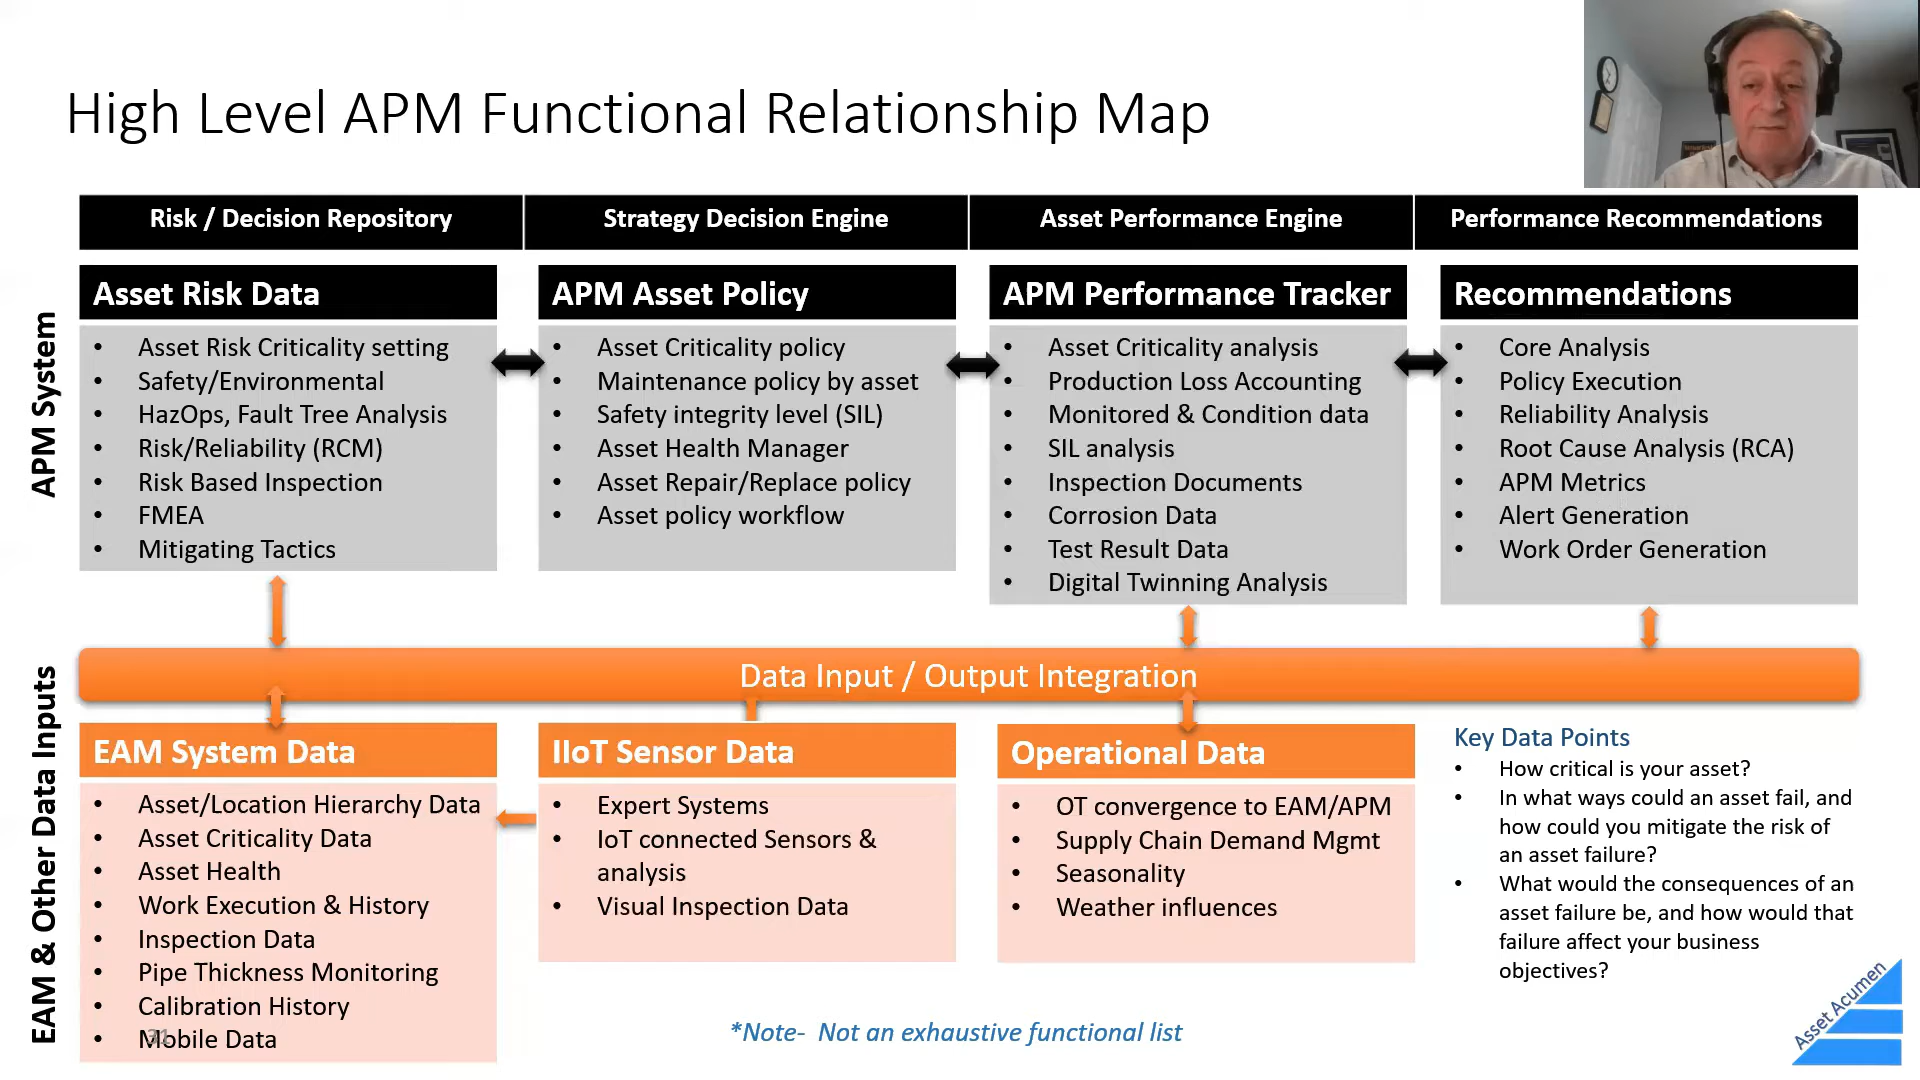 High Level APM Functional Relationship Map
Risk / Decision Repository
Strategy Decision Engine
Asset Performance Engine
Performance Recommendations
APM System
Asset Risk Data
• Asset Risk Criticality setting
• Safety/Environmental
• HazOps, Fault Tree Analysis
• Risk/Reliability (RCM)
• Risk Based Inspection
• FMEA
• Mitigating Tactics
APM Asset Policy
• Asset Criticality policy
• Maintenance policy by asset
• Safety integrity level (SIL)
• Asset Health Manager
• Asset Repair/Replace policy
• Asset policy workflow
APM Performance Tracker
• Asset Criticality analysis
• Production Loss Accounting
• Monitored & Condition data
• SIL analysis
• Inspection Documents
• Corrosion Data
• Test Result Data
• Digital Twinning Analysis
Recommendations
• Core Analysis
• Policy Execution
• Reliability Analysis
• Root Cause Analysis (RCA)
• APM Metrics
• Alert Generation
• Work Order Generation
Data Input / Output Integration
EAM & Other Data Inputs
EAM System Data
• Asset/Location Hierarchy Data
• Asset Criticality Data
• Asset Health
• Work Execution & History
• Inspection Data
• Pipe Thickness Monitoring
• Calibration History
• Mobile Data
31
IIoT Sensor Data
• Expert Systems
• IoT connected Sensors &
analysis
• Visual Inspection Data
Operational Data
• OT convergence to EAM/APM
• Supply Chain Demand Mgmt
• Seasonality
• Weather influences
Key Data Points
• How critical is your asset?
• In what ways could an asset fail, and
how could you mitigate the risk of
an asset failure?
• What would the consequences of an
asset failure be, and how would that
failure affect your business
objectives?
*Note- Not an exhaustive functional list
Asset Acumen